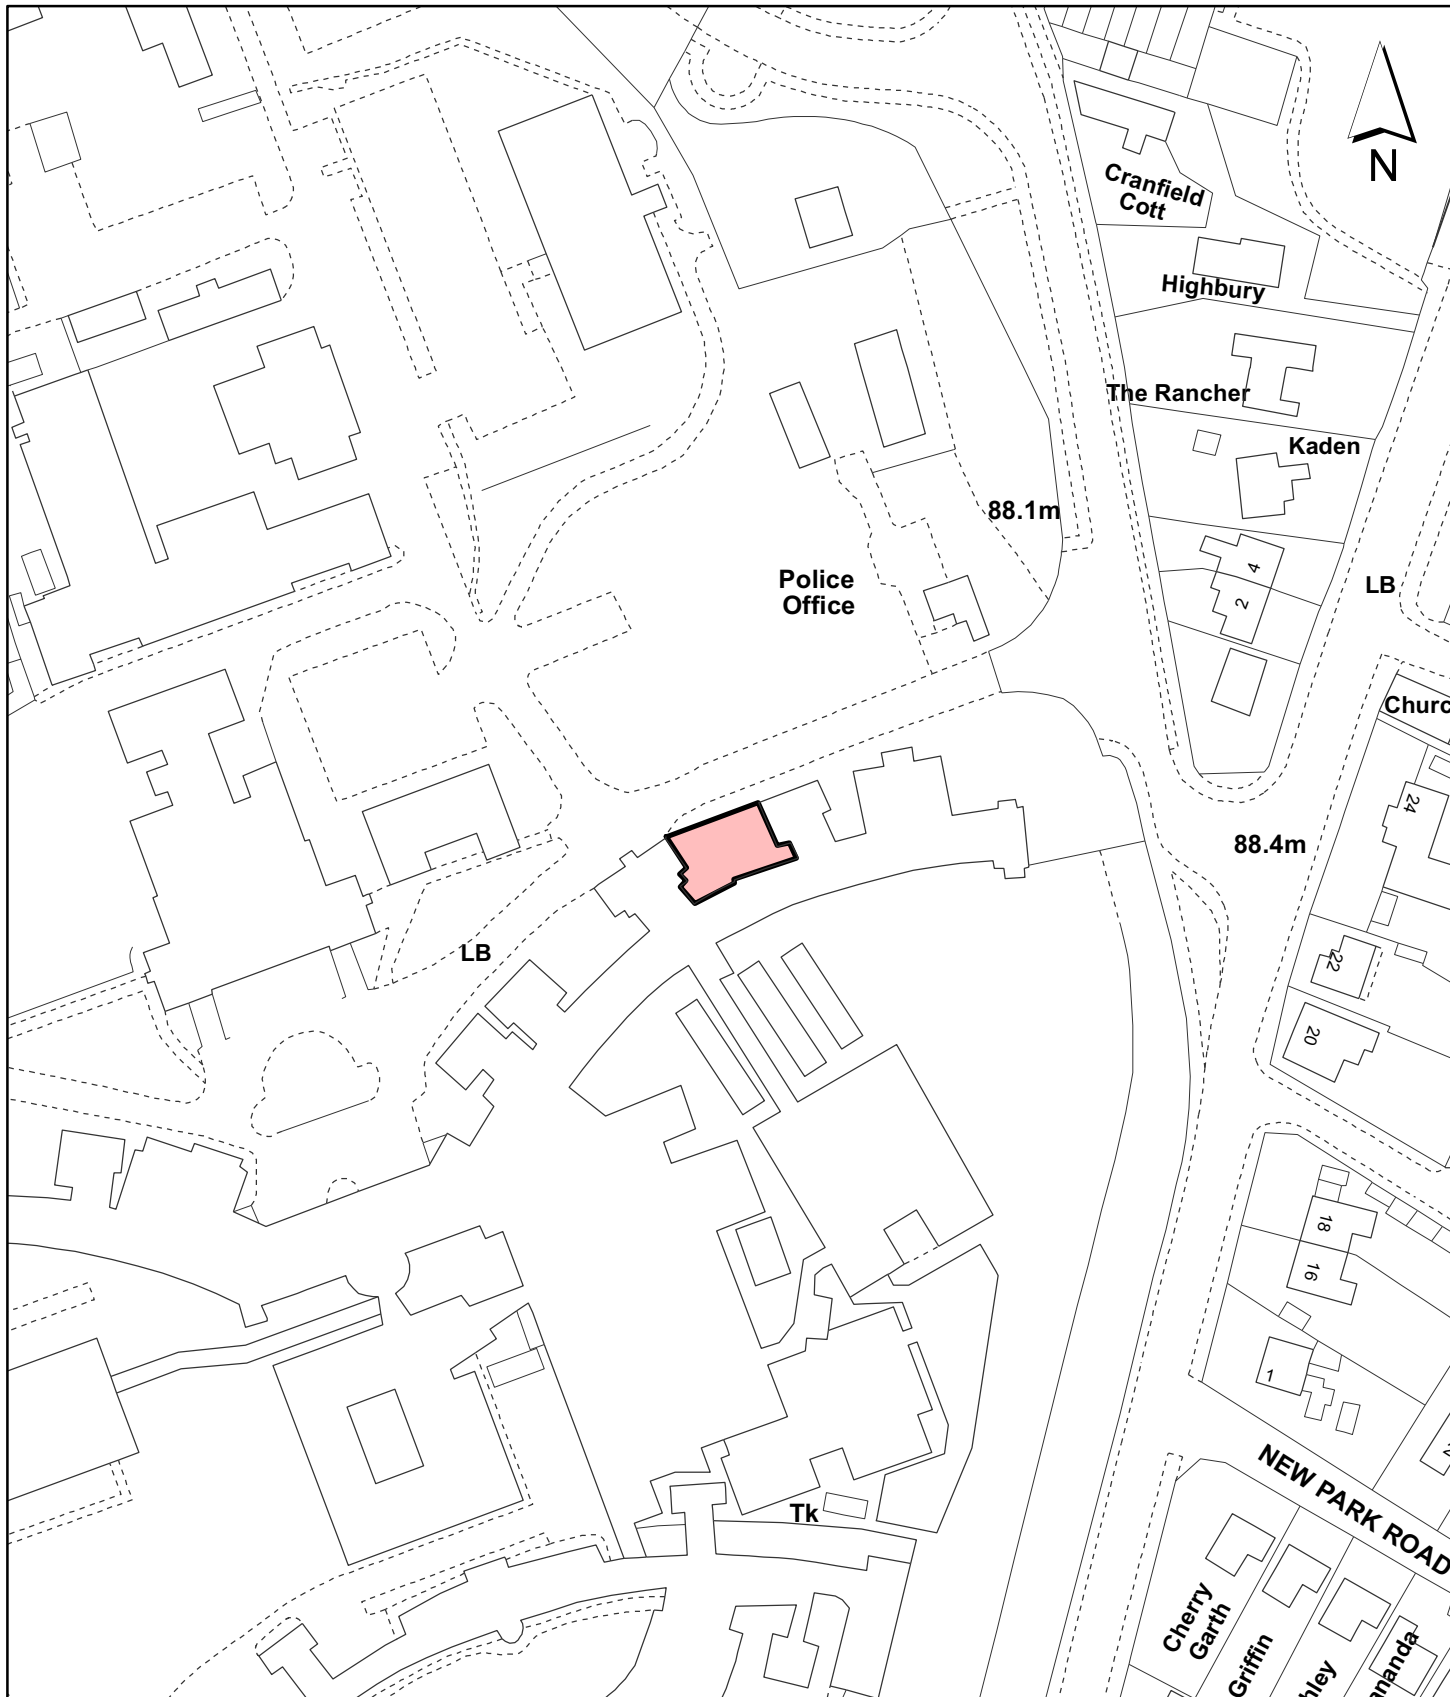 N
Cranfield
Cott
Highbury
The Rancher
Kaden
88.1m
Police
Office
4
2
LB
24
88.4m
LB
22
20
18
16
1
NEW PARK ROAD
Tk
Cherry
Garth
Griffin